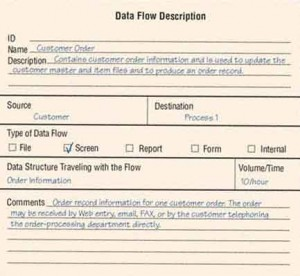 Data Flow Description
ID
Name Customer Order
Description Contains customer order information and is used to update the
customer master and item files and to produce an order record.
Source Destination
Customer Process 1
Type of Data Flow
☐ File ☑ Screen ☐ Report ☐ Form ☐ Internal
Data Structure Traveling with the Flow Volume/Time
Order Information 10/hour
Comments Order record information for one customer order. The order
may be received by Web entry, email, FAX, or by the customer telephoning
the order-processing department directly.